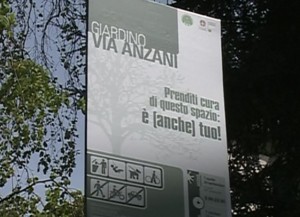 GIARDINO
VIA ANZANI
Prenditi cura
di questo spazio:
è (anche) tuo!